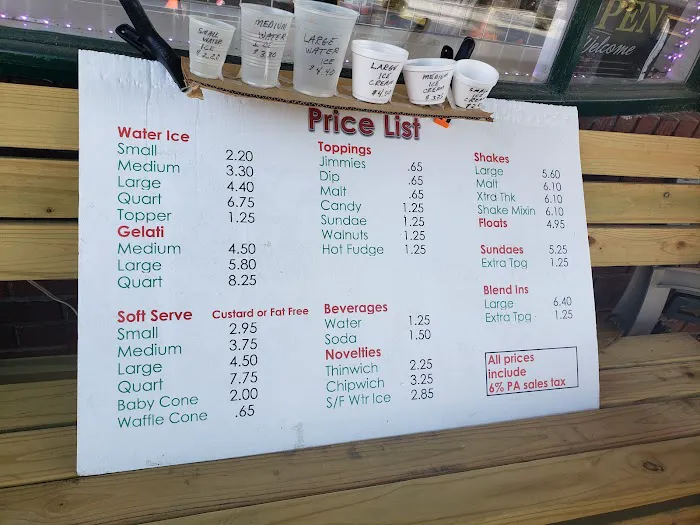 SMALL WATER ICE $2.20
MEDIUM WATER ICE
LARGE WATER ICE $4.40
LARGE ICE CREAM $4.50
MEDIUM ICE CREAM
ICE CREAM
OPEN
Welcome
Price List
Water Ice
Small 2.20
Medium 3.30
Large 4.40
Quart 6.75
Topper 1.25
Gelati
Medium 4.50
Large 5.80
Quart 8.25
Soft Serve Custard or Fat Free
Small 2.95
Medium 3.75
Large 4.50
Quart 7.75
Baby Cone 2.00
Waffle Cone .65
Toppings
Jimmies .65
Dip .65
Malt .65
Candy 1.25
Sundae 1.25
Walnuts 1.25
Hot Fudge 1.25
Beverages
Water 1.25
Soda 1.50
Novelties
Thinwich 2.25
Chipwich 3.25
S/F Wtr Ice 2.85
Shakes
Large 5.60
Malt 6.10
Xtra Thk 6.10
Shake Mixin 6.10
Floats 4.95
Sundaes 5.25
Extra Tpg 1.25
Blend Ins
Large 6.40
Extra Tpg 1.25
All prices
include
6% PA sales tax